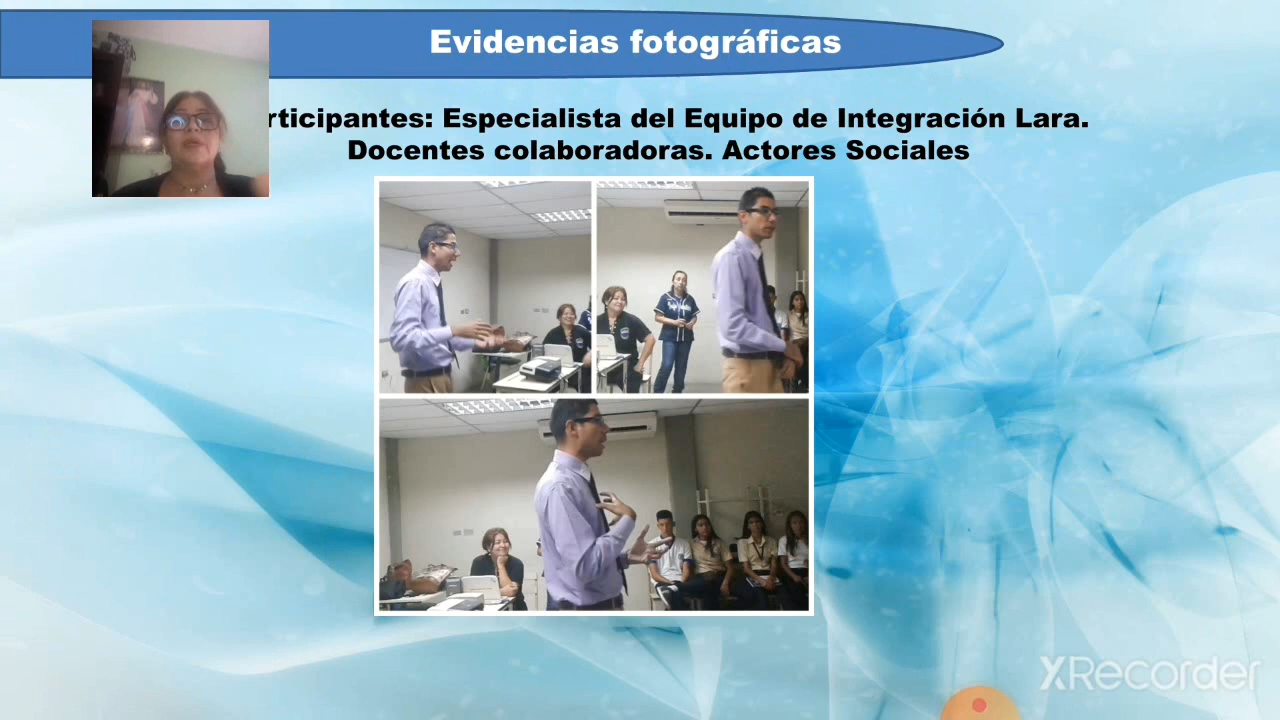 Evidencias fotográficas
rticipantes: Especialista del Equipo de Integración Lara.
Docentes colaboradoras. Actores Sociales
XRecorder